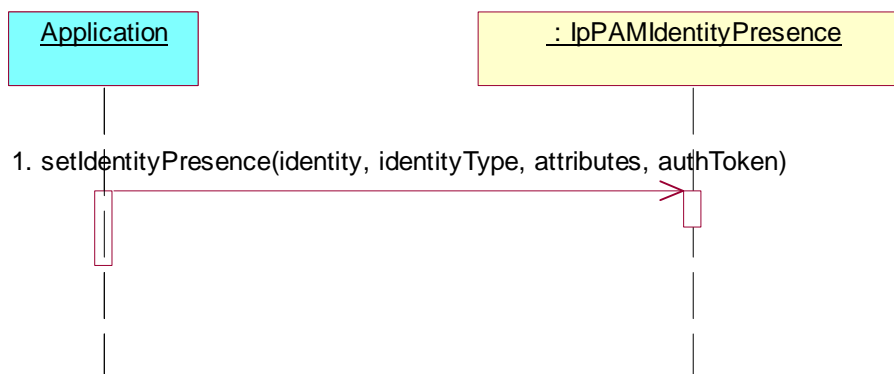 Application
: IpPAMIdentityPresence
1. setIdentityPresence(identity, identityType, attributes, authToken)